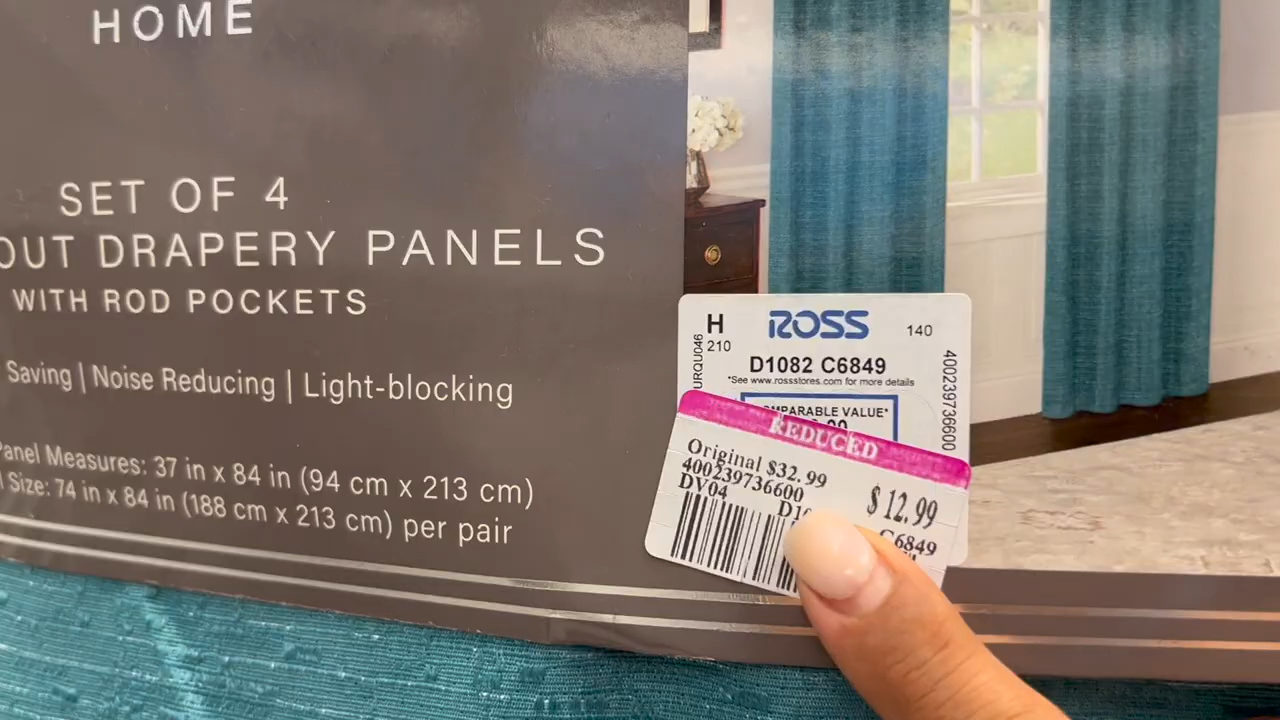 HOME
SET OF 4
OUT DRAPERY PANELS
WITH ROD POCKETS
Saving | Noise Reducing | Light-blocking
Panel Measures: 37 in x 84 in (94 cm x 213 cm)
Size: 74 in x 84 in (188 cm x 213 cm) per pair
H
210
ROSS
140
URQU046
D1082 C6849
*See www.rossstores.com for more details
400239736600
MPARABLE VALUE*
REDUCED
Original $32.99
400239736600
DV04
$12.99
C6849